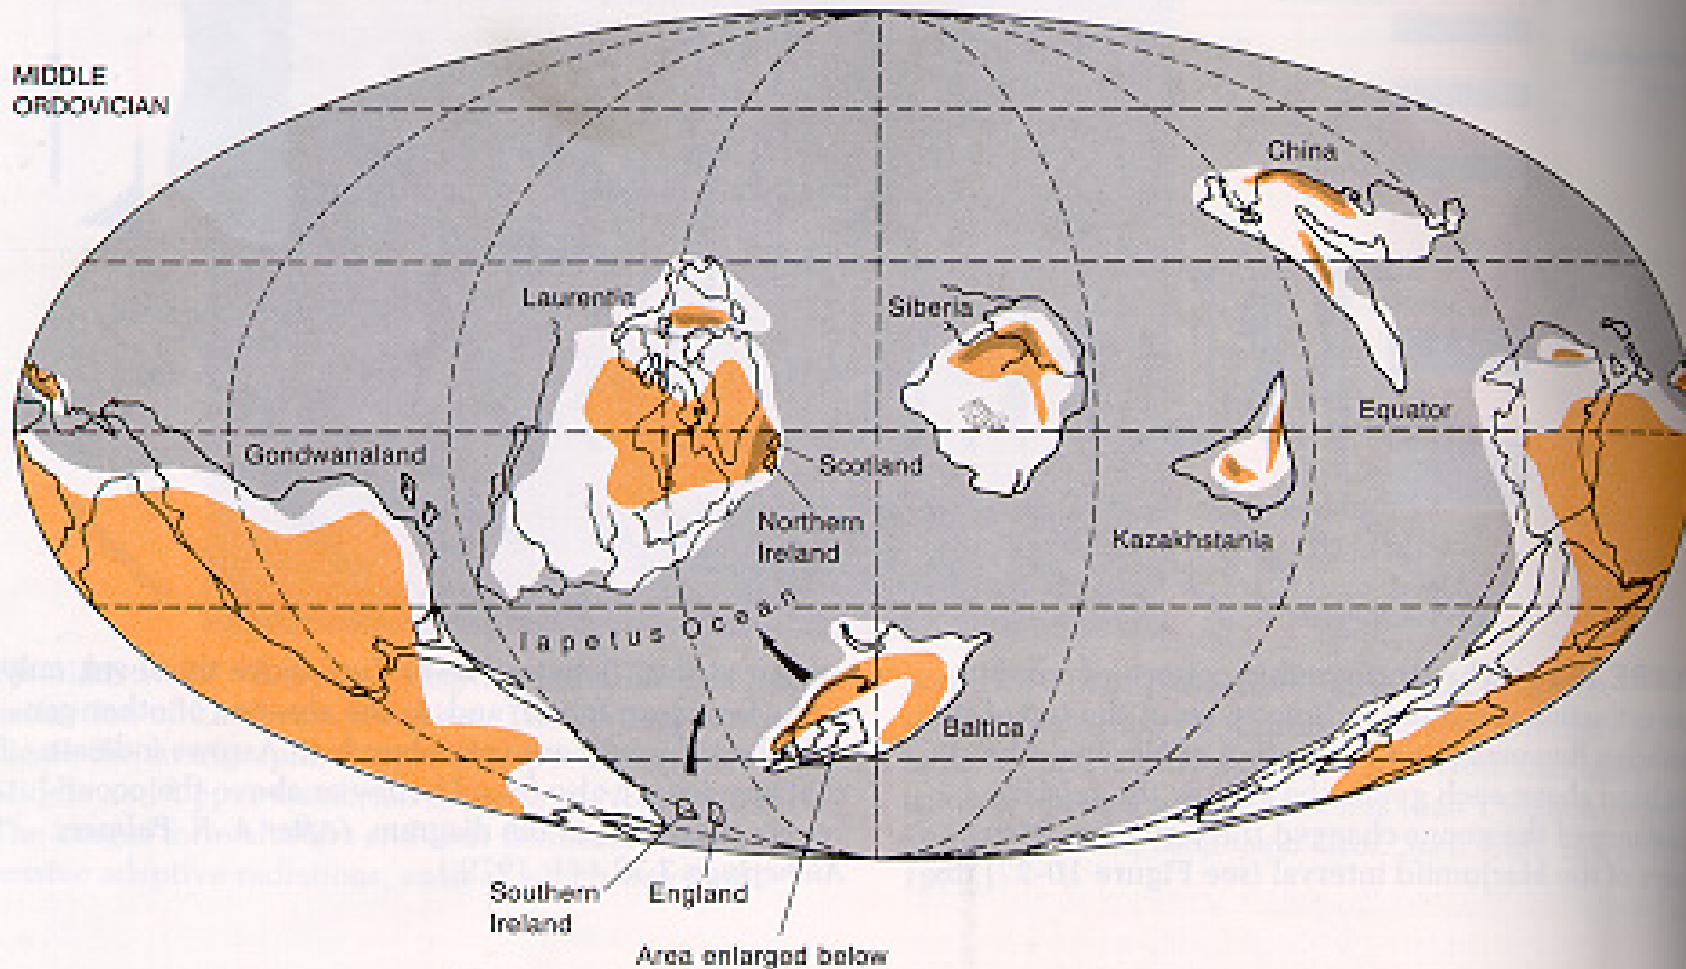 MIDDLE
ORDOVICIAN
China
Laurentia
Siberia
Equator
Gondwanaland
Scotland
Northern
Ireland
Kazakhstania
Iapetus Ocean
Baltica
Southern
Ireland
England
Area enlarged below